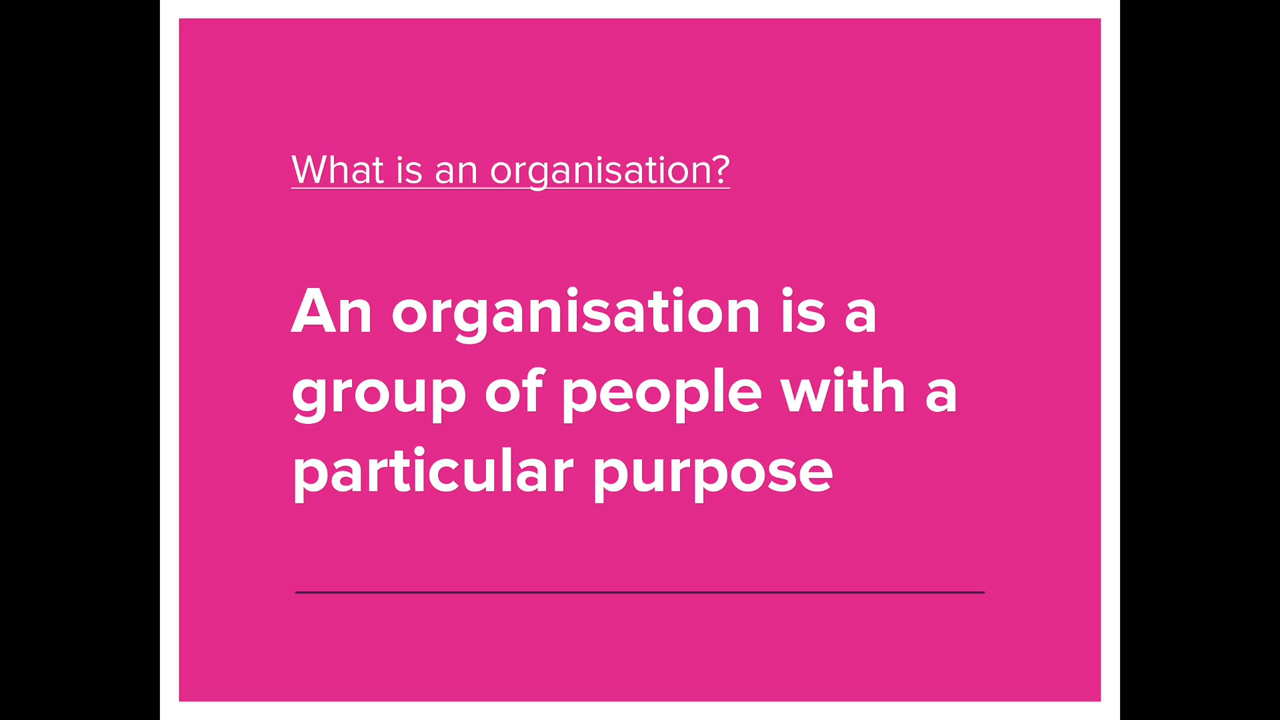 What is an organisation?
An organisation is a
group of people with a
particular purpose